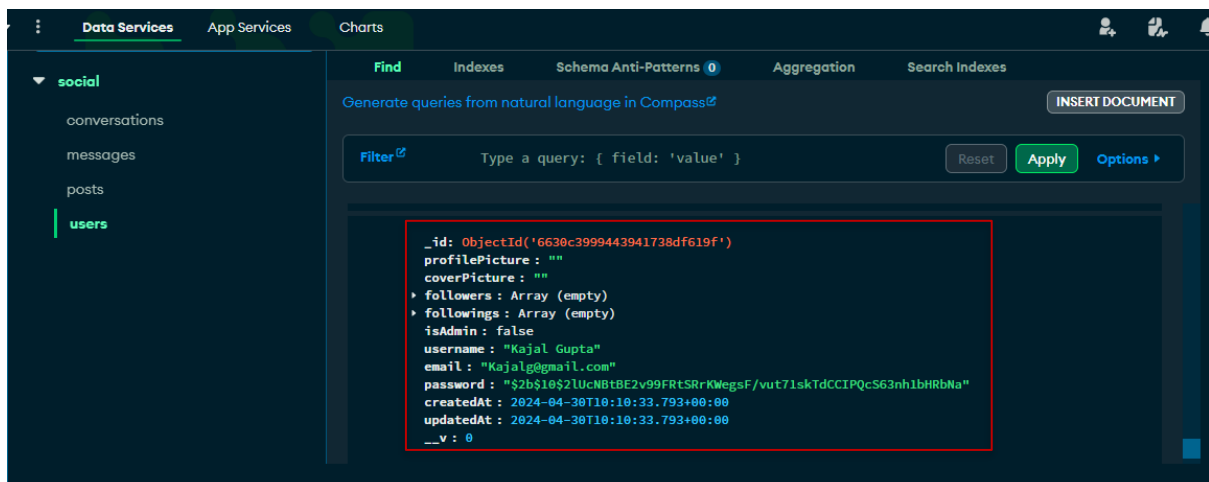 Data Services App Services Charts
social
conversations
messages
posts
users
Find Indexes Schema Anti-Patterns 0 Aggregation Search Indexes
Generate queries from natural language in Compass
INSERT DOCUMENT
Filter Type a query: { field: 'value' } Reset Apply Options
_id: ObjectId('6630c3999443941738df619f')
profilePicture : ""
coverPicture : ""
followers : Array (empty)
followings : Array (empty)
isAdmin : false
username : "Kajal Gupta"
email : "Kajalg@gmail.com"
password : "$2b$10$2lUcNBtBE2v99FRtSRrKWegsF/vut71skTdCCIPQcS63nh1bHRbNa"
createdAt : 2024-04-30T10:10:33.793+00:00
updatedAt : 2024-04-30T10:10:33.793+00:00
__v : 0